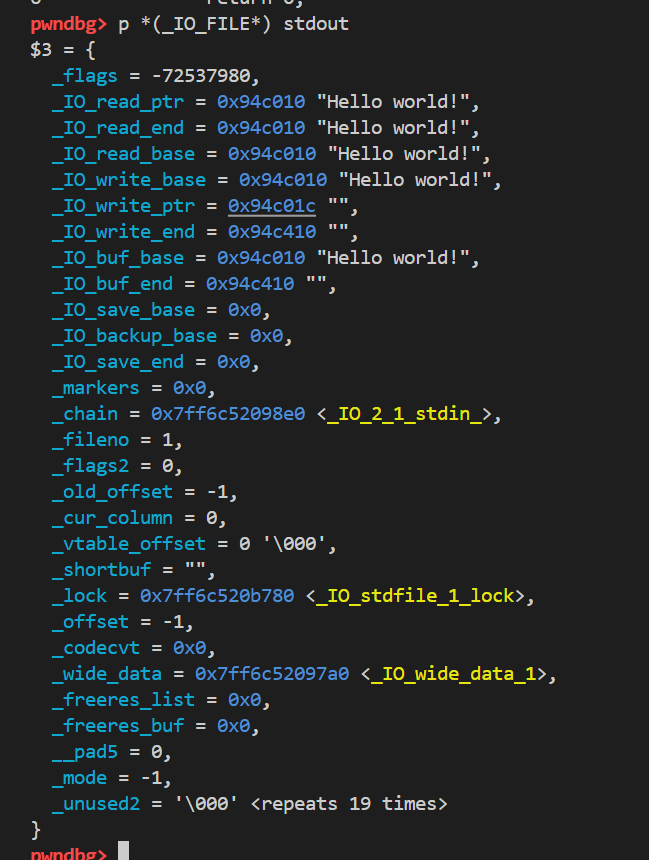 return 0;
pwndbg> p *(_IO_FILE*) stdout
$3 = {
  _flags = -72537980,
  _IO_read_ptr = 0x94c010 "Hello world!",
  _IO_read_end = 0x94c010 "Hello world!",
  _IO_read_base = 0x94c010 "Hello world!",
  _IO_write_base = 0x94c010 "Hello world!",
  _IO_write_ptr = 0x94c01c "",
  _IO_write_end = 0x94c410 "",
  _IO_buf_base = 0x94c010 "Hello world!",
  _IO_buf_end = 0x94c410 "",
  _IO_save_base = 0x0,
  _IO_backup_base = 0x0,
  _IO_save_end = 0x0,
  _markers = 0x0,
  _chain = 0x7ff6c52098e0 <_IO_2_1_stdin_>,
  _fileno = 1,
  _flags2 = 0,
  _old_offset = -1,
  _cur_column = 0,
  _vtable_offset = 0 '\000',
  _shortbuf = "",
  _lock = 0x7ff6c520b780 <_IO_stdfile_1_lock>,
  _offset = -1,
  _codecvt = 0x0,
  _wide_data = 0x7ff6c52097a0 <_IO_wide_data_1>,
  _freeres_list = 0x0,
  _freeres_buf = 0x0,
  __pad5 = 0,
  _mode = -1,
  _unused2 = '\000' <repeats 19 times>
}
pwndbg>